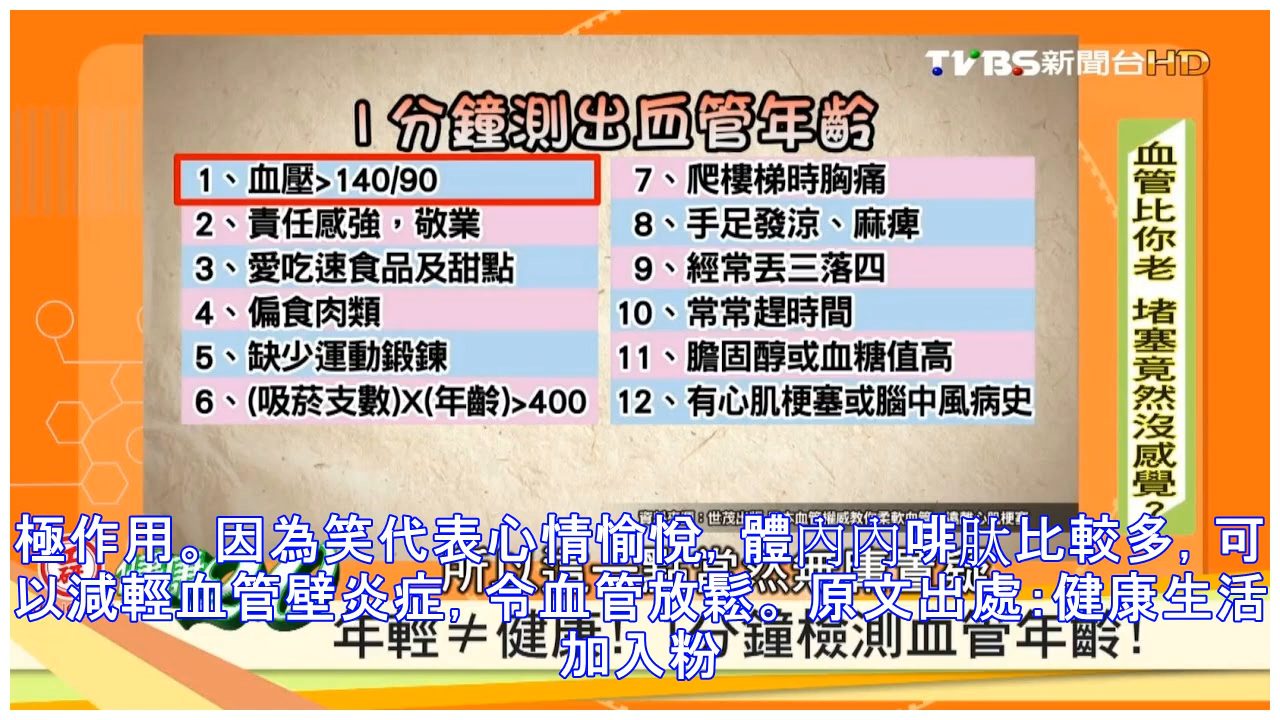 TVBS新聞台HD
1分鐘測出血管年齡
1、血壓>140/90
2、責任感強，敬業
3、愛吃速食品及甜點
4、偏食肉類
5、缺少運動鍛鍊
6、(吸菸支數)X(年齡)>400
7、爬樓梯時胸痛
8、手足發涼、麻痺
9、經常丟三落四
10、常常趕時間
11、膽固醇或血糖值高
12、有心肌梗塞或腦中風病史
血管比你老 堵塞竟然沒感覺？
極作用。因為笑代表心情愉悅，體內內啡肽比較多，可
以減輕血管壁炎症，令血管放鬆。原文出處：健康生活
加入粉
年輕≠健康！1分鐘檢測血管年齡！